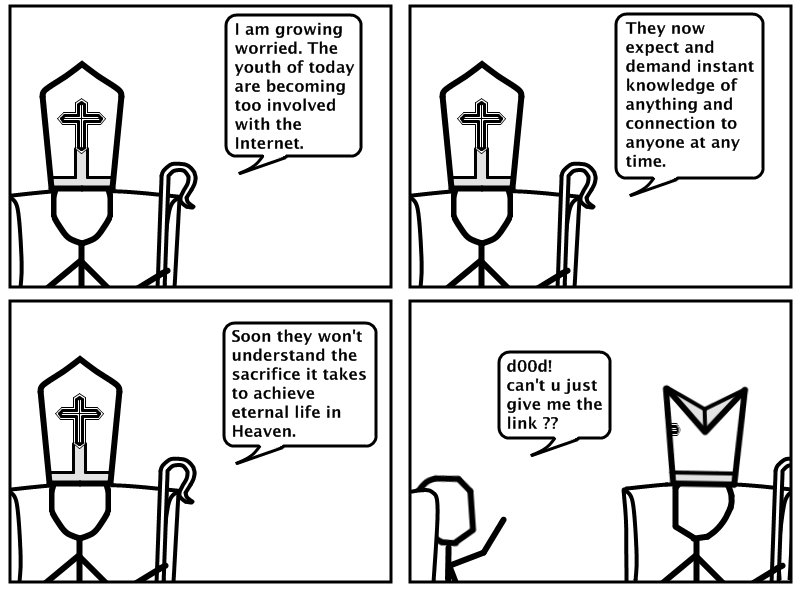 I am growing
worried. The
youth of today
are becoming
too involved
with the
Internet.
They now
expect and
demand instant
knowledge of
anything and
connection to
anyone at any
time.
Soon they won't
understand the
sacrifice it takes
to achieve
eternal life in
Heaven.
d00d!
can't u just
give me the
link ??